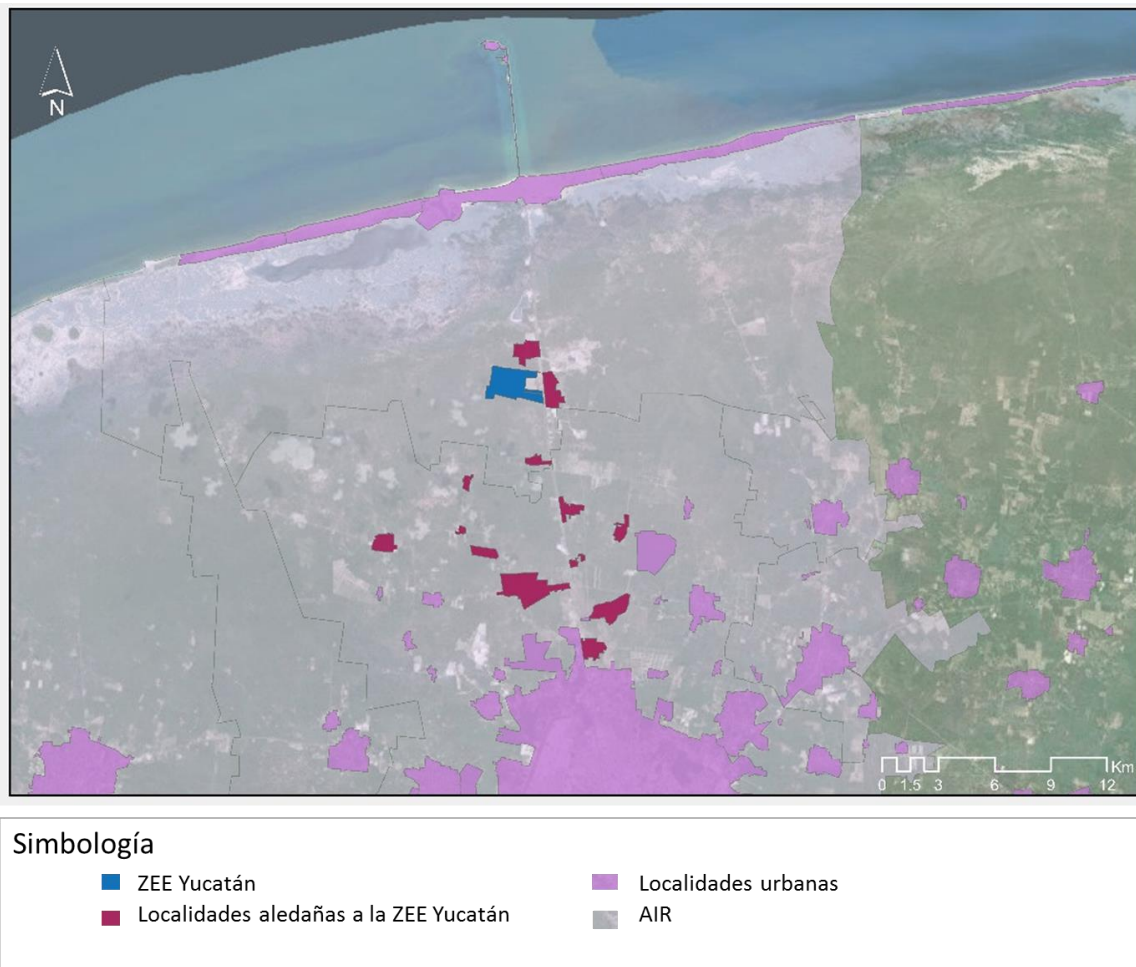 N
Km
0 1.5 3 6 9 12
Simbología
ZEE Yucatán
Localidades urbanas
Localidades aledañas a la ZEE Yucatán
AIR